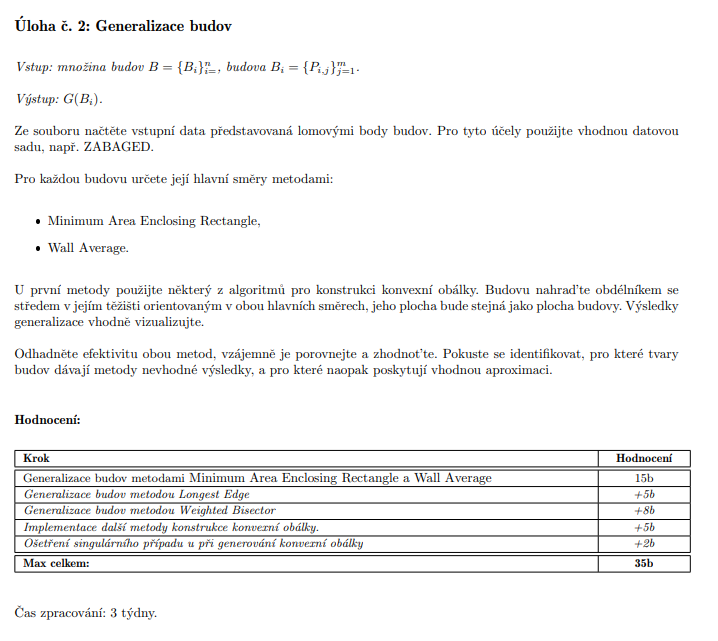 Úloha č. 2: Generalizace budov
Vstup: množina budov B = {B_i}^n_{i=}, budova B_i = {P_{i,j}}^m_{j=1}.
Výstup: G(B_i).
Ze souboru načtěte vstupní data představovaná lomovými body budov. Pro tyto účely použijte vhodnou datovou
sadu, např. ZABAGED.
Pro každou budovu určete její hlavní směry metodami:
• Minimum Area Enclosing Rectangle,
• Wall Average.
U první metody použijte některý z algoritmů pro konstrukci konvexní obálky. Budovu nahraďte obdélníkem se
středem v jejím těžišti orientovaným v obou hlavních směrech, jeho plocha bude stejná jako plocha budovy. Výsledky
generalizace vhodně vizualizujte.
Odhadněte efektivitu obou metod, vzájemně je porovnejte a zhodnoťte. Pokuste se identifikovat, pro které tvary
budov dávají metody nevhodné výsledky, a pro které naopak poskytují vhodnou aproximaci.
Hodnocení:
Krok Hodnocení
Generalizace budov metodami Minimum Area Enclosing Rectangle a Wall Average 15b
Generalizace budov metodou Longest Edge +5b
Generalizace budov metodou Weighted Bisector +8b
Implementace další metody konstrukce konvexní obálky. +5b
Ošetření singulárního případu u při generování konvexní obálky +2b
Max celkem: 35b
Čas zpracování: 3 týdny.